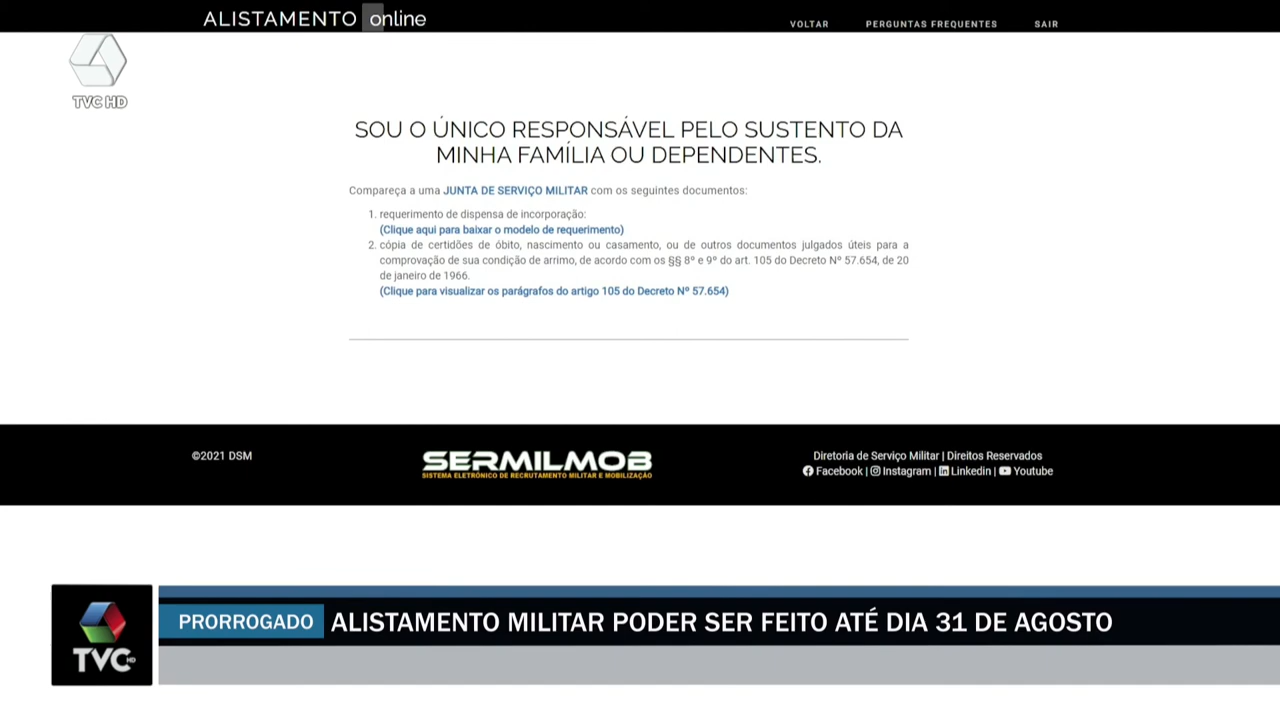 ALISTAMENTO online
VOLTAR PERGUNTAS FREQUENTES SAIR
TVC HD
SOU O ÚNICO RESPONSÁVEL PELO SUSTENTO DA
MINHA FAMÍLIA OU DEPENDENTES.
Compareça a uma JUNTA DE SERVIÇO MILITAR com os seguintes documentos:
1. requerimento de dispensa de incorporação:
(Clique aqui para baixar o modelo de requerimento)
2. cópia de certidões de óbito, nascimento ou casamento, ou de outros documentos julgados úteis para a
comprovação de sua condição de arrimo, de acordo com os §§ 8º e 9º do art. 105 do Decreto Nº 57.654, de 20
de janeiro de 1966.
(Clique para visualizar os parágrafos do artigo 105 do Decreto Nº 57.654)
©2021 DSM
SERMILMOB
SISTEMA ELETRÔNICO DE RECRUTAMENTO MILITAR E MOBILIZAÇÃO
Diretoria de Serviço Militar | Direitos Reservados
Facebook | Instagram | Linkedin | Youtube
PRORROGADO ALISTAMENTO MILITAR PODER SER FEITO ATÉ DIA 31 DE AGOSTO
TVC HD